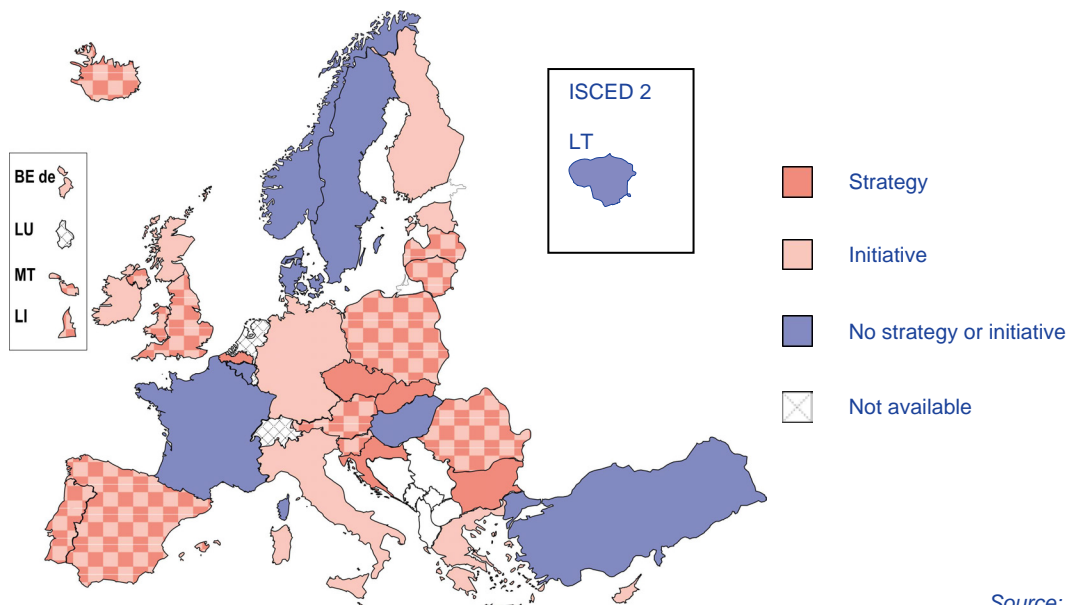 ISCED 2
LT
BE de
LU
MT
LI
Strategy
Initiative
No strategy or initiative
Not available
Source: